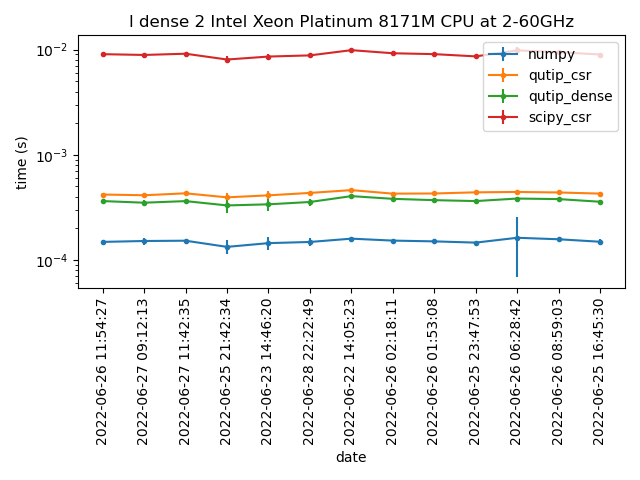 l dense 2 Intel Xeon Platinum 8171M CPU at 2-60GHz
time (s)
10⁻²
10⁻³
10⁻⁴
numpy
qutip_csr
qutip_dense
scipy_csr
2022-06-26 11:54:27
2022-06-27 09:12:13
2022-06-27 11:42:35
2022-06-25 21:42:34
2022-06-23 14:46:20
2022-06-28 22:22:49
2022-06-22 14:05:23
2022-06-26 02:18:11
2022-06-26 01:53:08
2022-06-25 23:47:53
2022-06-26 06:28:42
2022-06-26 08:59:03
2022-06-25 16:45:30
date